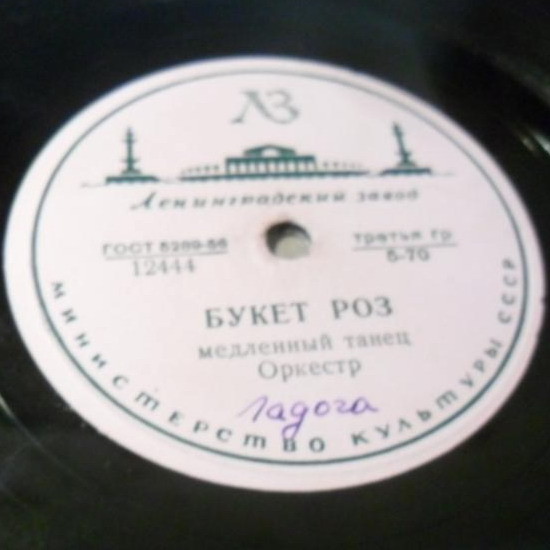 ЛЗ
Ленинградский завод
ГОСТ 5289-56
12444
третья гр
5-70
БУКЕТ РОЗ
медленный танец
Оркестр
Ладога
МИНИСТЕРСТВО КУЛЬТУРЫ СССР